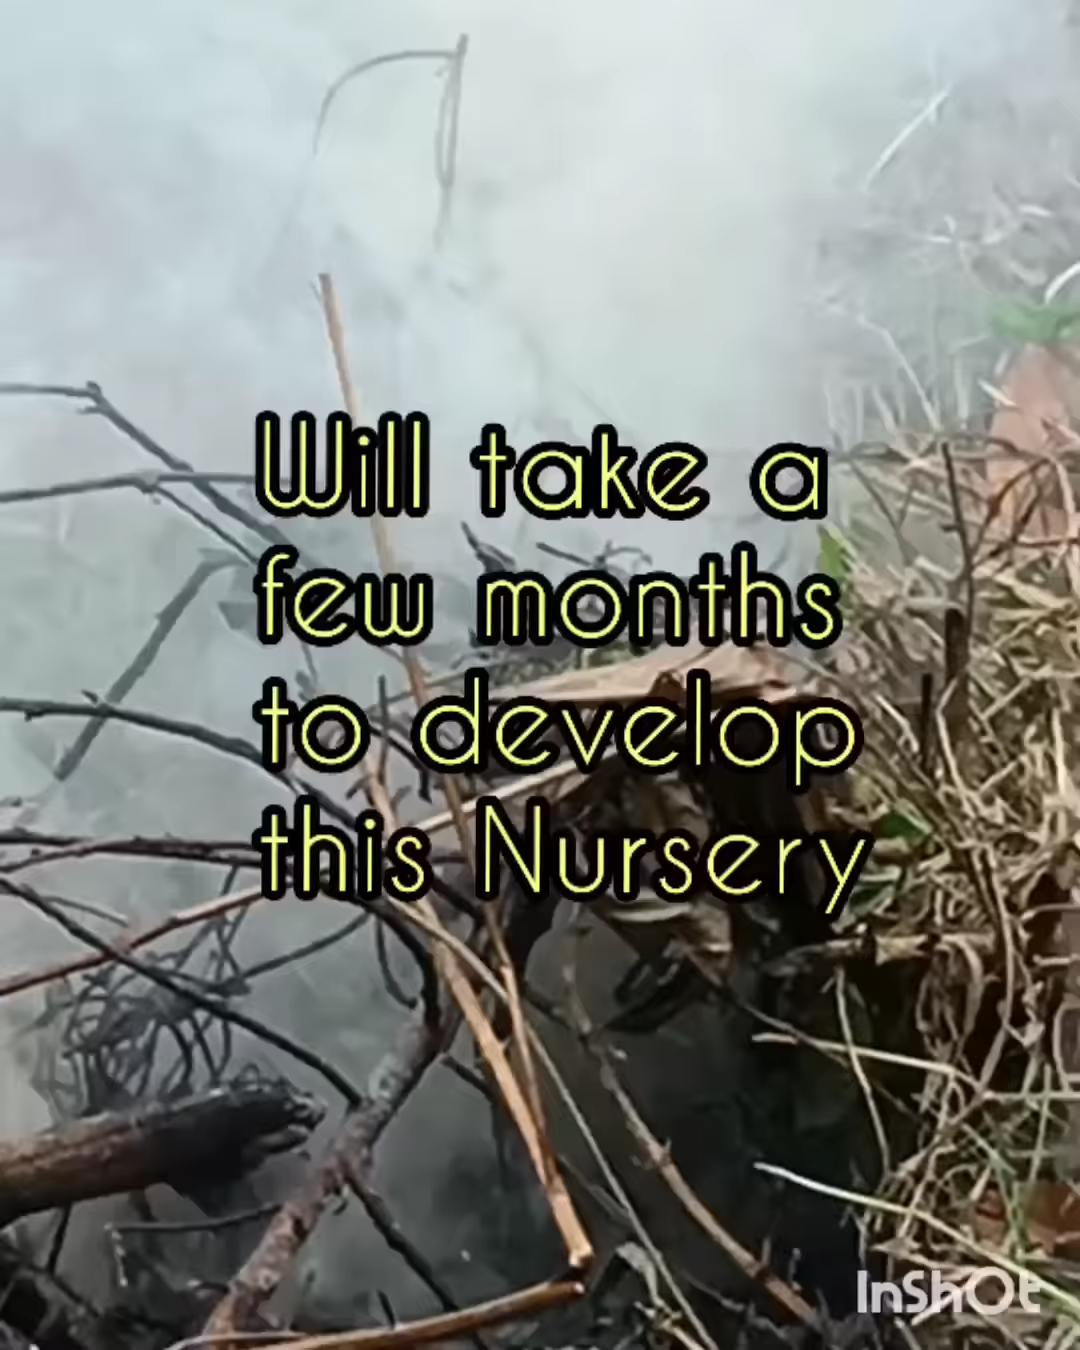 Will take a
few months
to develop
this Nursery
InShOt